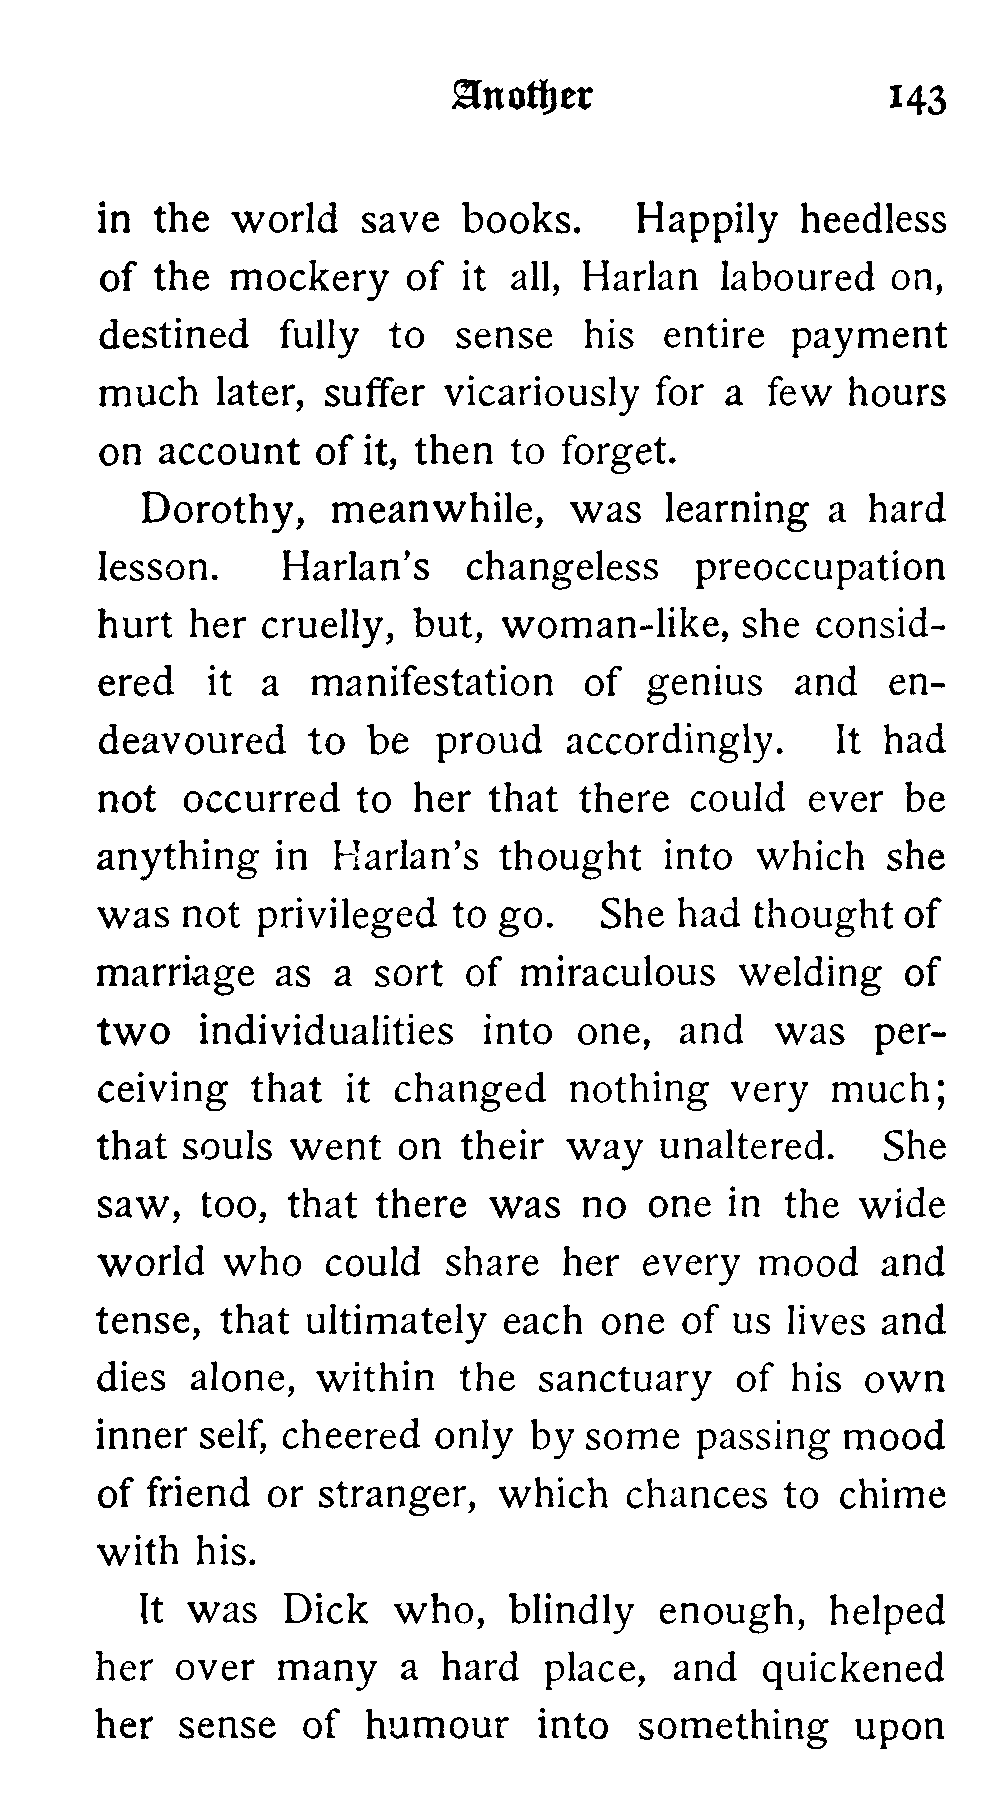 Another 143
in the world save books. Happily heedless
of the mockery of it all, Harlan laboured on,
destined fully to sense his entire payment
much later, suffer vicariously for a few hours
on account of it, then to forget.
Dorothy, meanwhile, was learning a hard
lesson. Harlan's changeless preoccupation
hurt her cruelly, but, woman-like, she consid-
ered it a manifestation of genius and en-
deavoured to be proud accordingly. It had
not occurred to her that there could ever be
anything in Harlan's thought into which she
was not privileged to go. She had thought of
marriage as a sort of miraculous welding of
two individualities into one, and was per-
ceiving that it changed nothing very much;
that souls went on their way unaltered. She
saw, too, that there was no one in the wide
world who could share her every mood and
tense, that ultimately each one of us lives and
dies alone, within the sanctuary of his own
inner self, cheered only by some passing mood
of friend or stranger, which chances to chime
with his.
It was Dick who, blindly enough, helped
her over many a hard place, and quickened
her sense of humour into something upon